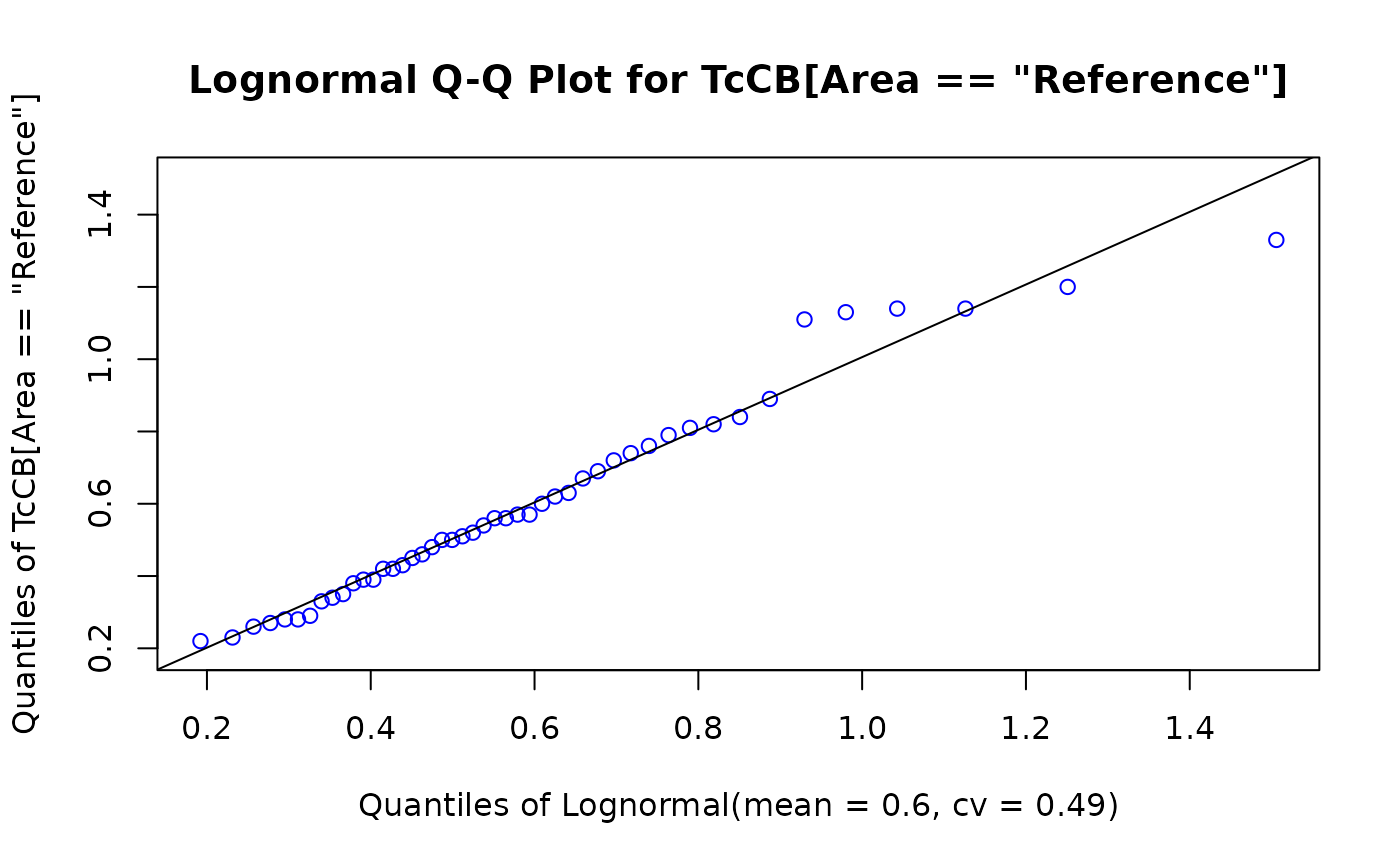 Lognormal Q-Q Plot for TcCB[Area == "Reference"]
Quantiles of TcCB[Area == "Reference"]
1.4
1.0
0.6
0.2
0.2 0.4 0.6 0.8 1.0 1.2 1.4
Quantiles of Lognormal(mean = 0.6, cv = 0.49)